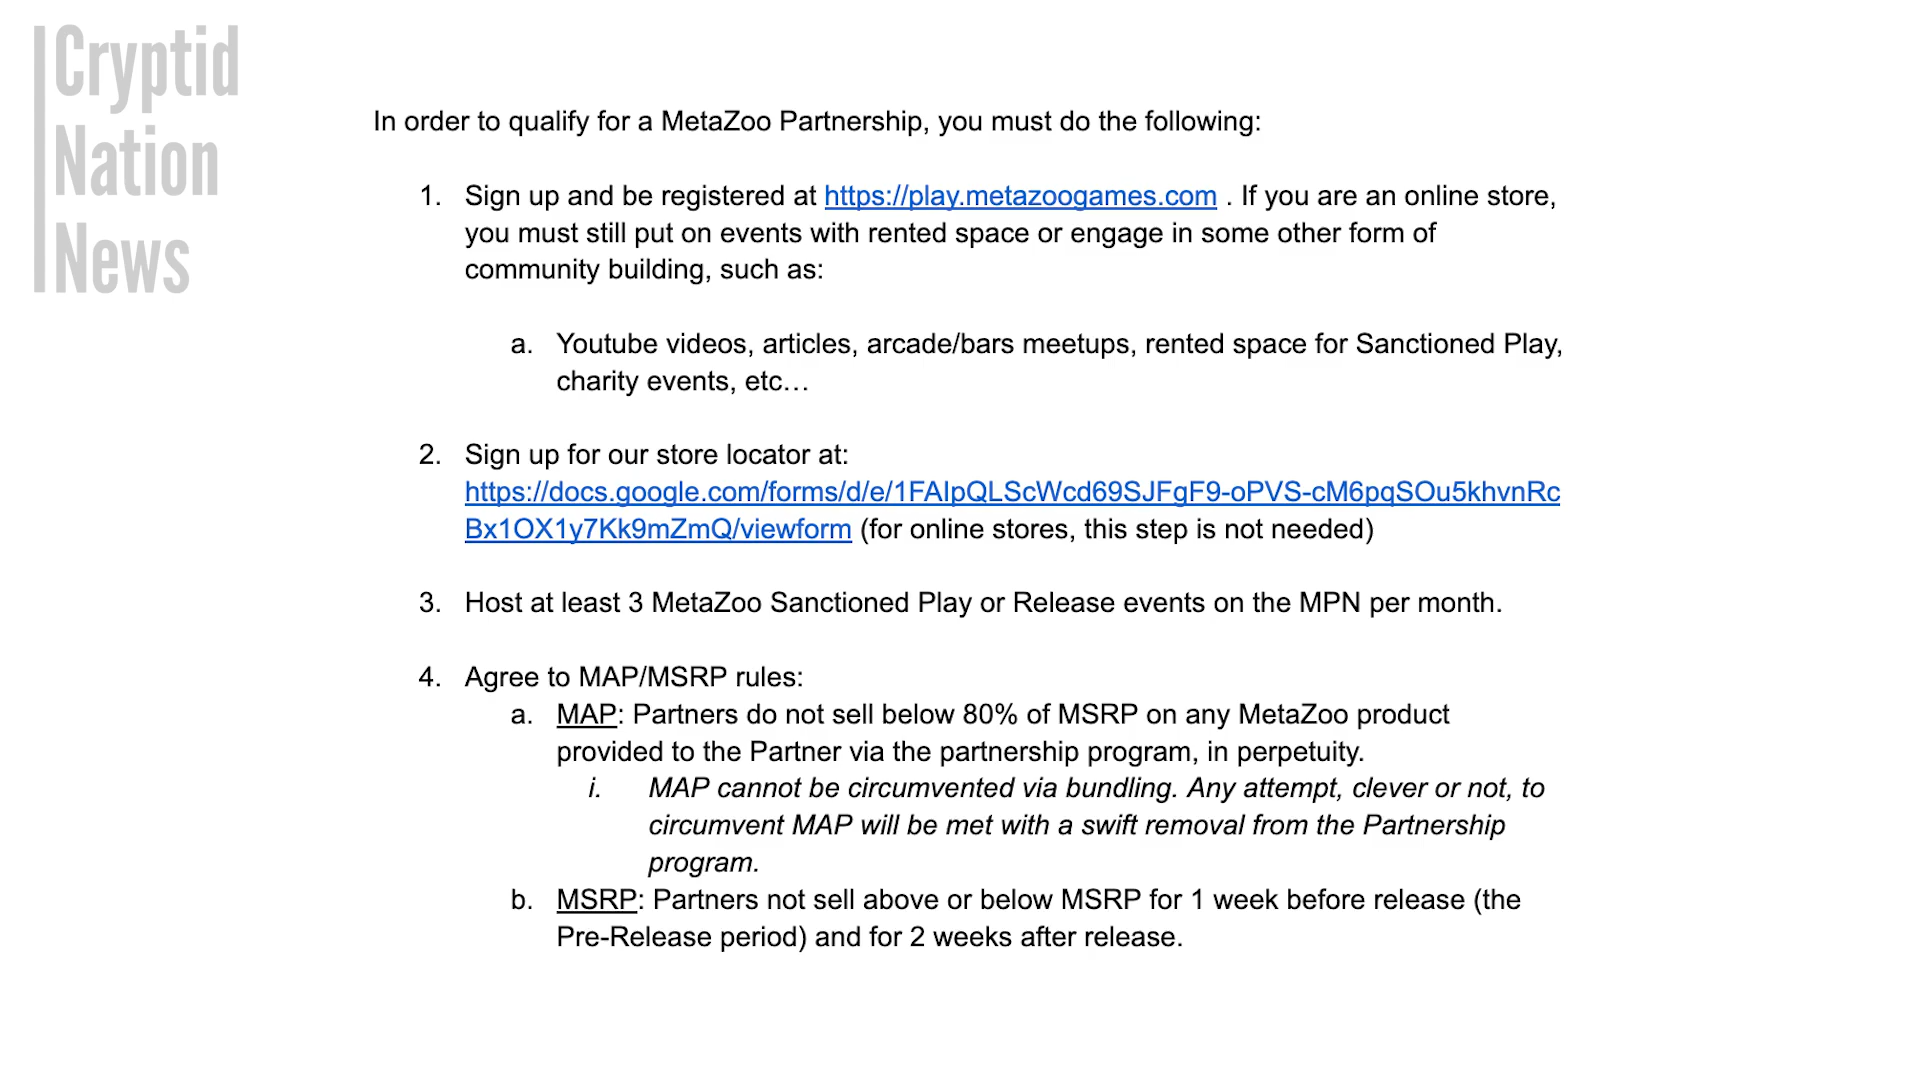 Cryptid
Nation
News
In order to qualify for a MetaZoo Partnership, you must do the following:
1. Sign up and be registered at https://play.metazoogames.com . If you are an online store,
you must still put on events with rented space or engage in some other form of
community building, such as:
a. Youtube videos, articles, arcade/bars meetups, rented space for Sanctioned Play,
charity events, etc…
2. Sign up for our store locator at:
https://docs.google.com/forms/d/e/1FAIpQLScWcd69SJFgF9-oPVS-cM6pqSOu5khvnRc
Bx1OX1y7Kk9mZmQ/viewform (for online stores, this step is not needed)
3. Host at least 3 MetaZoo Sanctioned Play or Release events on the MPN per month.
4. Agree to MAP/MSRP rules:
a. MAP: Partners do not sell below 80% of MSRP on any MetaZoo product
provided to the Partner via the partnership program, in perpetuity.
i. MAP cannot be circumvented via bundling. Any attempt, clever or not, to
circumvent MAP will be met with a swift removal from the Partnership
program.
b. MSRP: Partners not sell above or below MSRP for 1 week before release (the
Pre-Release period) and for 2 weeks after release.